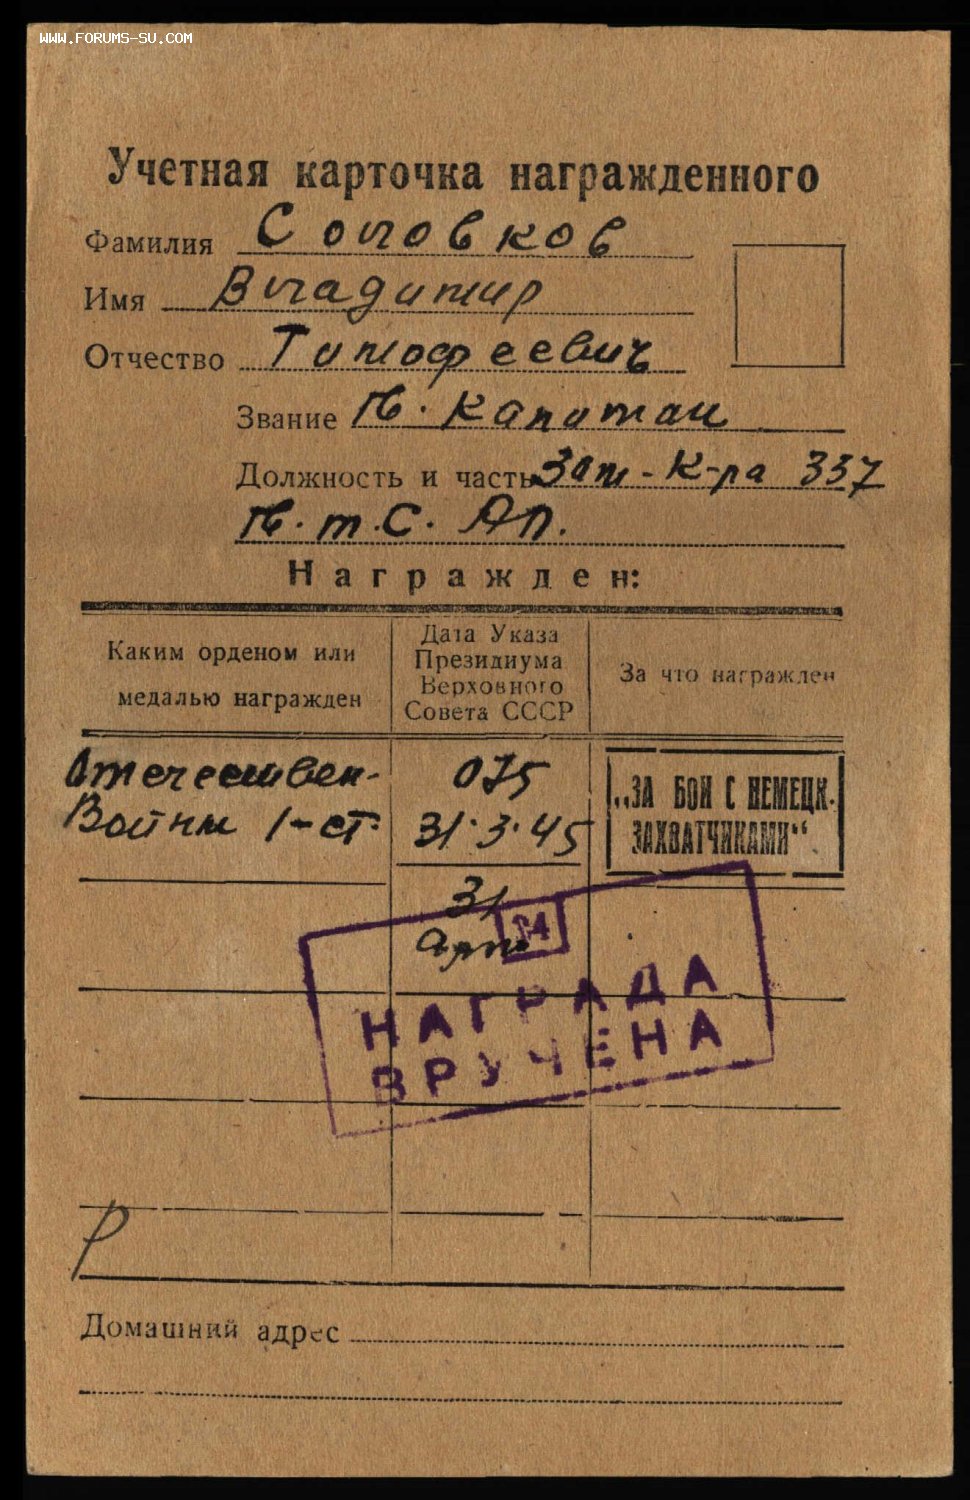 WWW.FORUMS-SU.COM
Учетная карточка награжденного
Фамилия Соловков
Имя Владимир
Отчество Тимофеевич
Звание гв. капитан
Должность и часть Зам-к-ра 337
гв. т. С. Ап.
Награжден:
Каким орденом или
медалью награжден
Дата Указа
Президиума
Верховного
Совета СССР
За что награжден
Отечествен-
Войны 1-ст.
075
31.3.45
„ЗА БОИ С НЕМЕЦК.
ЗАХВАТЧИКАМИ“
31
арт
НАГРАДА
ВРУЧЕНА
Р
Домашний адрес